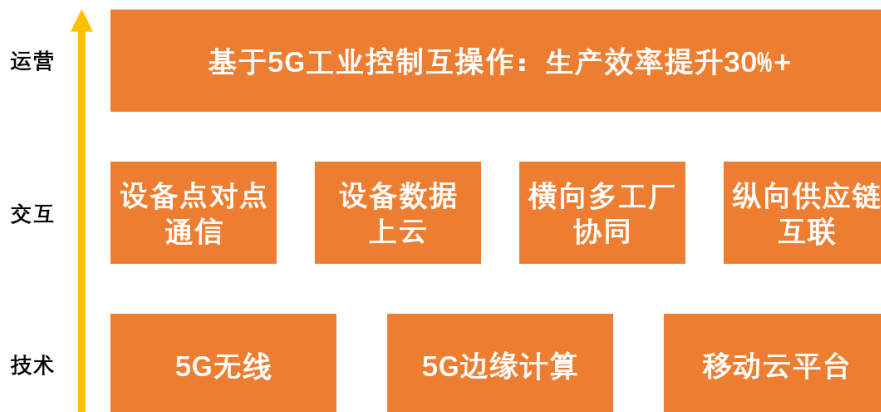 运营
基于5G工业控制互操作：生产效率提升30%+
交互
设备点对点
通信
设备数据
上云
横向多工厂
协同
纵向供应链
互联
技术
5G无线
5G边缘计算
移动云平台